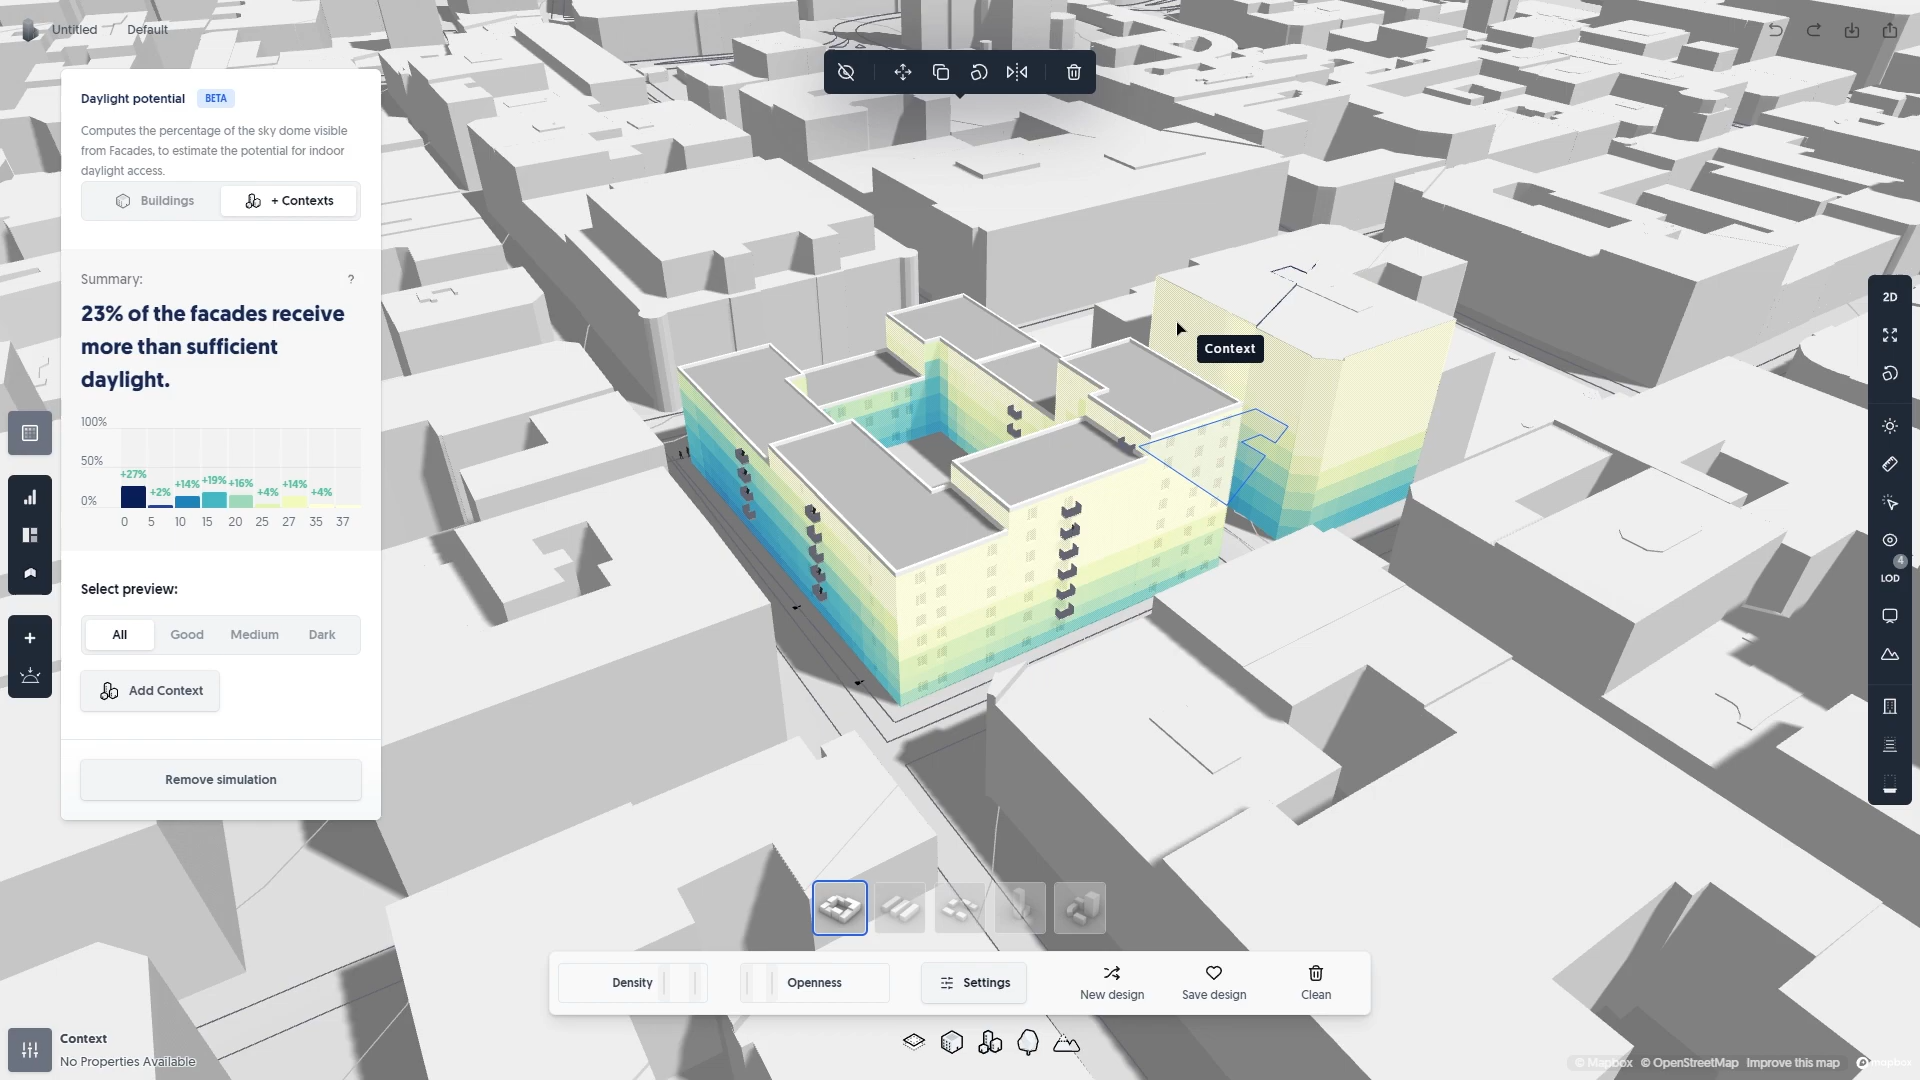 Untitled / Default
Daylight potential BETA
Computes the percentage of the sky dome visible
from Facades, to estimate the potential for indoor
daylight access.
Buildings + Contexts
Summary: ?
23% of the facades receive
more than sufficient
daylight.
100%
50%
0%
+27% +2% +14% +19% +16% +4% +14% +4%
0 5 10 15 20 25 27 35 37
Select preview:
All Good Medium Dark
Add Context
Remove simulation
Context
2D
4
LOD
Density Openness Settings New design Save design Clean
Context
No Properties Available
© Mapbox © OpenStreetMap Improve this map mapbox